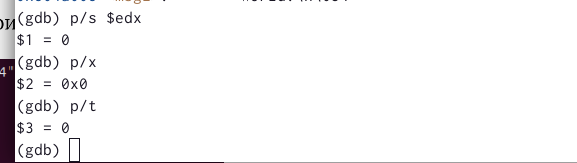 (gdb) p/s $edx
$1 = 0
(gdb) p/x
$2 = 0x0
(gdb) p/t
$3 = 0
(gdb)